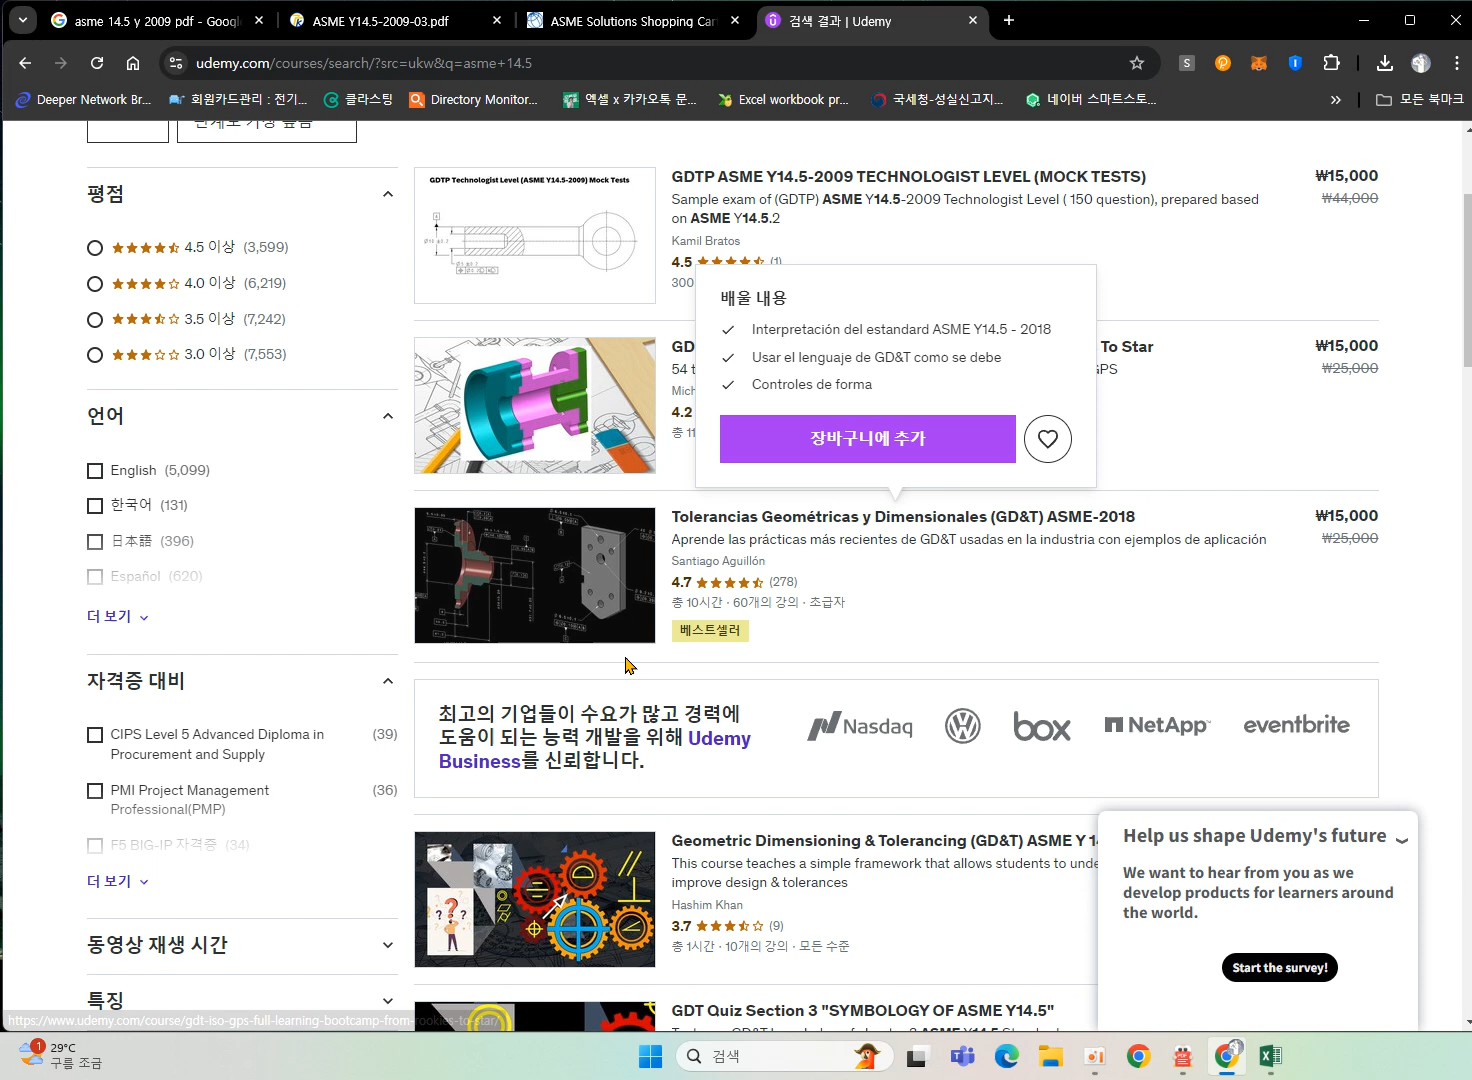 asme 14.5 y 2009 pdf - Googl
ASME Y14.5-2009-03.pdf
ASME Solutions Shopping Car
검색 결과 | Udemy
udemy.com/courses/search/?src=ukw&q=asme+14.5
Deeper Network Br...
회원카드관리 : 전기...
클라스팅
Directory Monitor...
엑셀 x 카카오톡 문...
Excel workbook pr...
국세청-성실신고지...
네이버 스마트스토...
모든 북마크
평점
4.5 이상 (3,599)
4.0 이상 (6,219)
3.5 이상 (7,242)
3.0 이상 (7,553)
언어
English (5,099)
한국어 (131)
日本語 (396)
Español (620)
더 보기
자격증 대비
CIPS Level 5 Advanced Diploma in (39)
Procurement and Supply
PMI Project Management (36)
Professional(PMP)
F5 BIG-IP 자격증 (34)
더 보기
동영상 재생 시간
특징
GDTP Technologist Level (ASME Y14.5-2009) Mock Tests
GDTP ASME Y14.5-2009 TECHNOLOGIST LEVEL (MOCK TESTS)
₩15,000
Sample exam of (GDTP) ASME Y14.5-2009 Technologist Level ( 150 question), prepared based
₩44,000
on ASME Y14.5.2
Kamil Bratos
4.5 (1)
300
배울 내용
Interpretación del estandard ASME Y14.5 - 2018
Usar el lenguaje de GD&T como se debe
Controles de forma
장바구니에 추가
GD
To Star
₩15,000
54 t
GPS
₩25,000
Mich
4.2
총 11
Tolerancias Geométricas y Dimensionales (GD&T) ASME-2018
₩15,000
Aprende las prácticas más recientes de GD&T usadas en la industria con ejemplos de aplicación
₩25,000
Santiago Aguillón
4.7 (278)
총 10시간 · 60개의 강의 · 초급자
베스트셀러
최고의 기업들이 수요가 많고 경력에
도움이 되는 능력 개발을 위해 Udemy
Business를 신뢰합니다.
Nasdaq
box
NetApp
eventbrite
Geometric Dimensioning & Tolerancing (GD&T) ASME Y 14
This course teaches a simple framework that allows students to unde
improve design & tolerances
Hashim Khan
3.7 (9)
총 1시간 · 10개의 강의 · 모든 수준
GDT Quiz Section 3 "SYMBOLOGY OF ASME Y14.5"
Help us shape Udemy's future
We want to hear from you as we
develop products for learners around
the world.
Start the survey!
https://www.udemy.com/course/gdt-iso-gps-full-learning-bootcamp-from-rookies-to-star/
1
29°C
구름 조금
검색